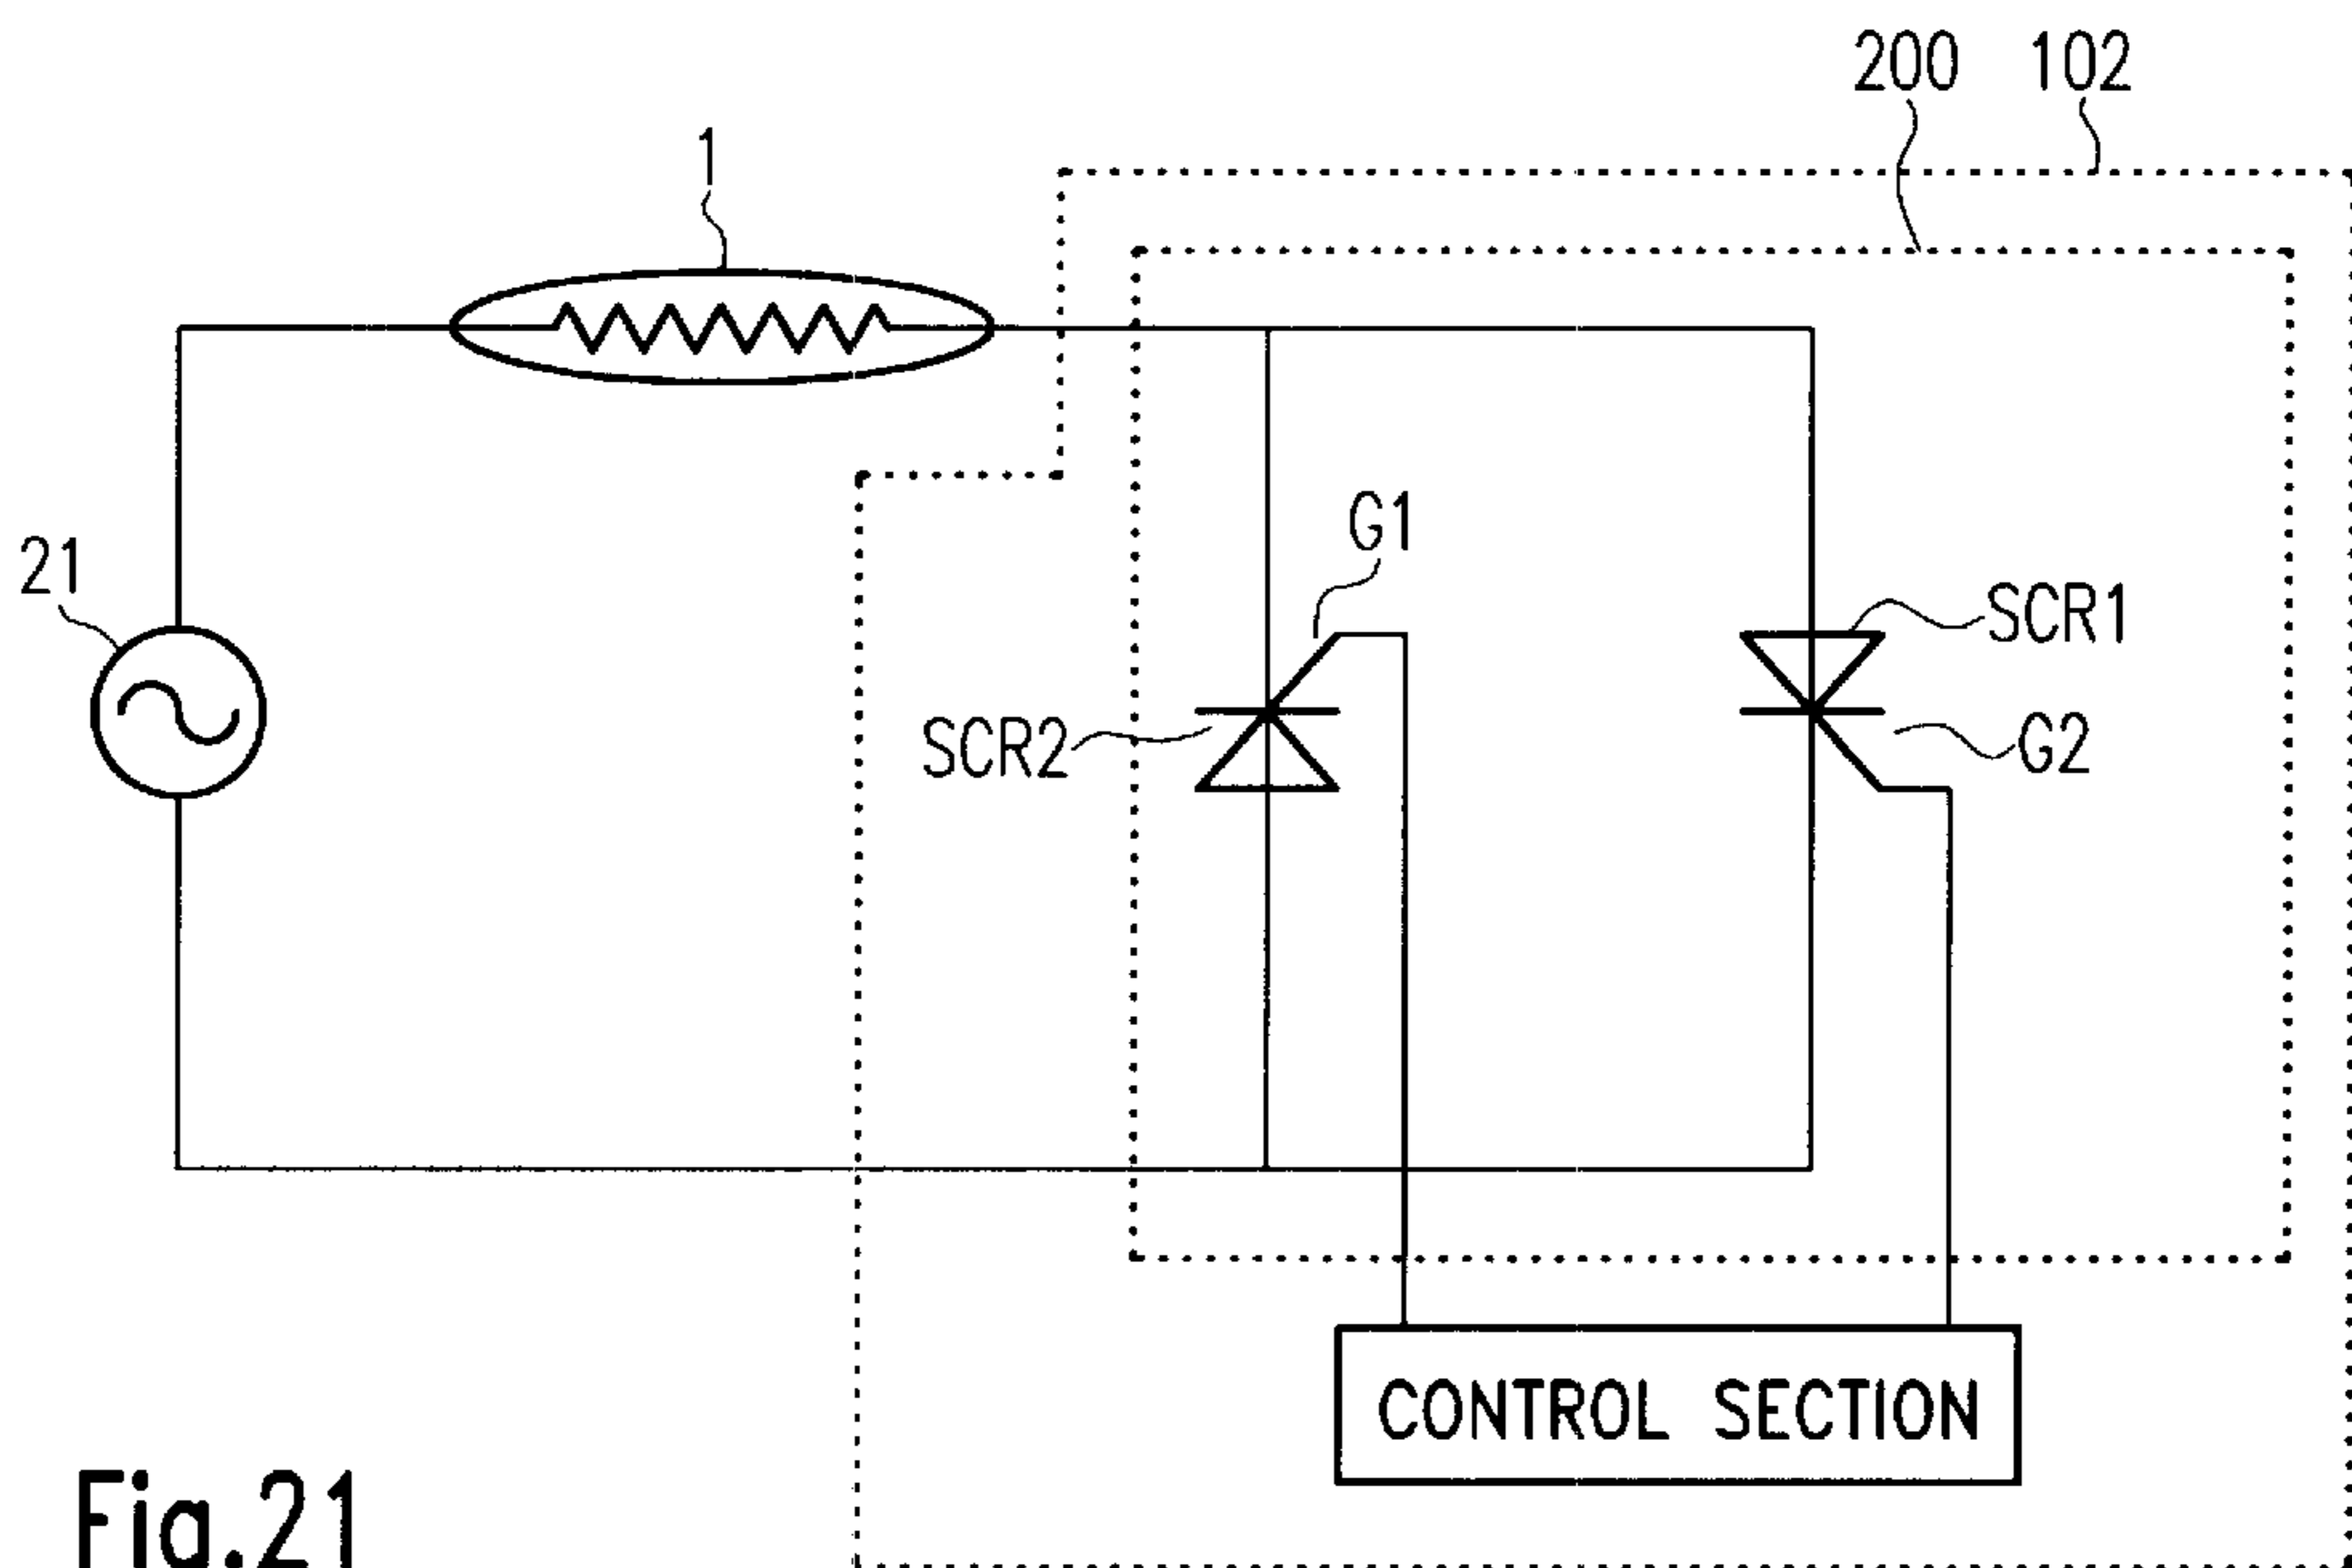 200 102
1
G1
21
SCR1
SCR2
G2
CONTROL SECTION
Fig.21